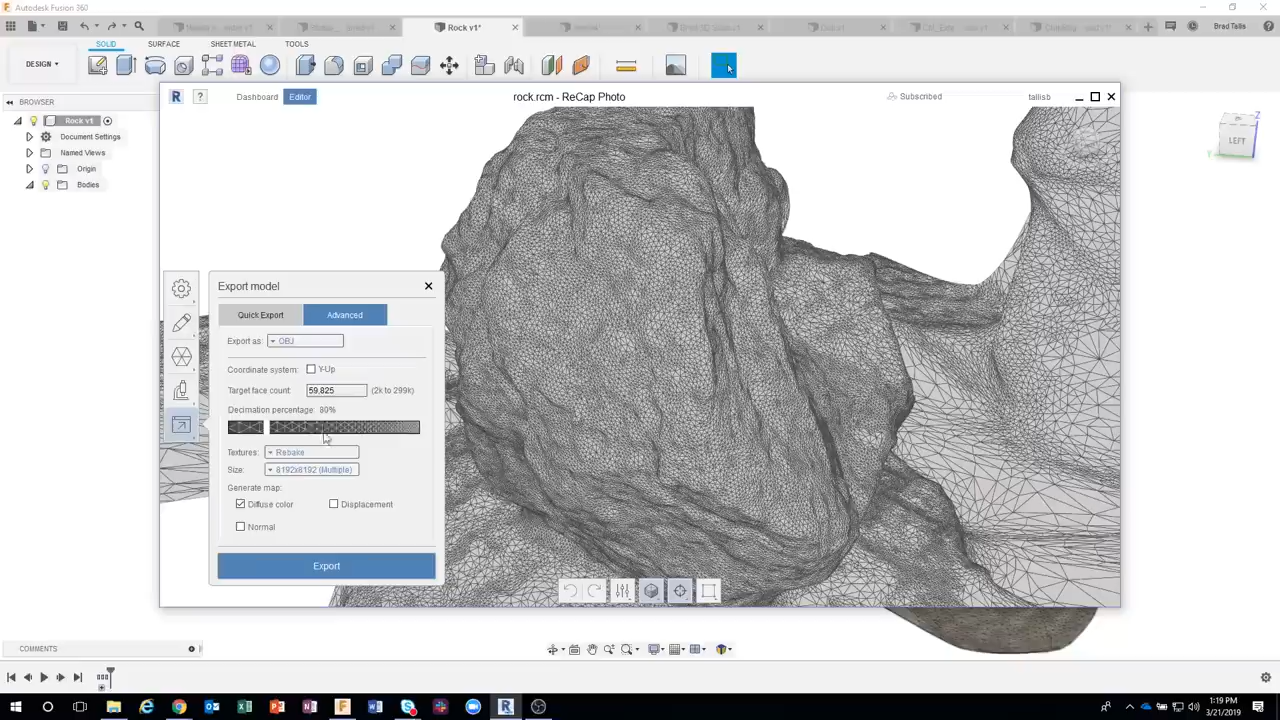 Autodesk Fusion 360
Rock v1*
Brad Tallis
SOLID
SURFACE
SHEET METAL
TOOLS
DESIGN
BROWSER
Rock v1
Document Settings
Named Views
Origin
Bodies
Dashboard
Editor
rock.rcm - ReCap Photo
Subscribed
tallisb
LEFT
Z
Export model
Quick Export
Advanced
Export as:
OBJ
Coordinate system:
Y-Up
Target face count:
59,825
(2k to 299k)
Decimation percentage: 80%
Textures:
Rebake
Size:
8192x8192 (Multiple)
Generate map:
Diffuse color
Displacement
Normal
Export
COMMENTS
1:19 PM
3/21/2019